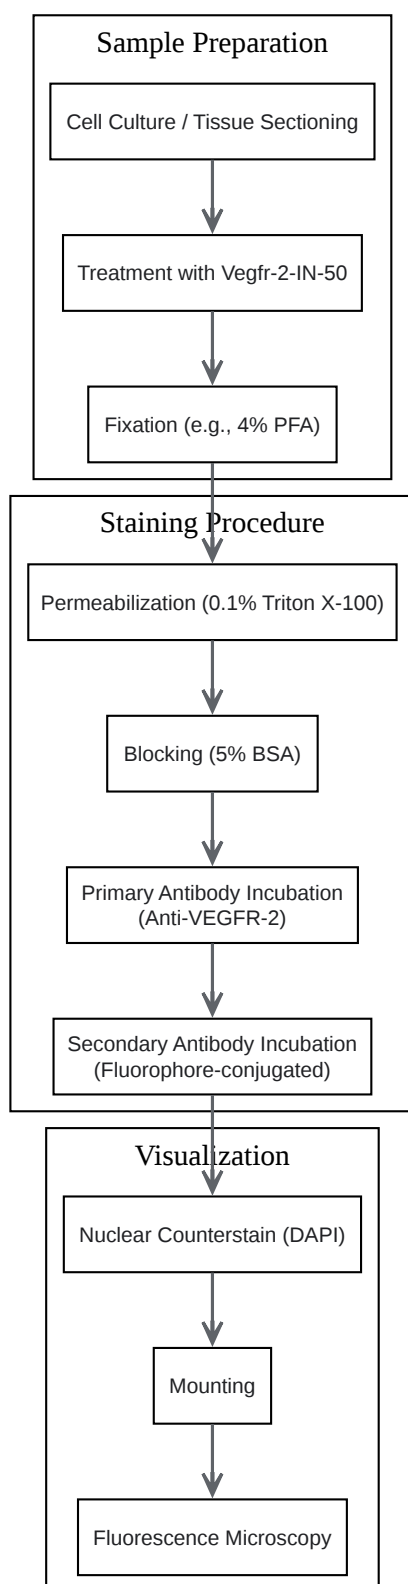 Sample Preparation
Cell Culture / Tissue Sectioning
Treatment with Vegfr-2-IN-50
Fixation (e.g., 4% PFA)
Staining Procedure
Permeabilization (0.1% Triton X-100)
Blocking (5% BSA)
Primary Antibody Incubation
(Anti-VEGFR-2)
Secondary Antibody Incubation
(Fluorophore-conjugated)
Visualization
Nuclear Counterstain (DAPI)
Mounting
Fluorescence Microscopy